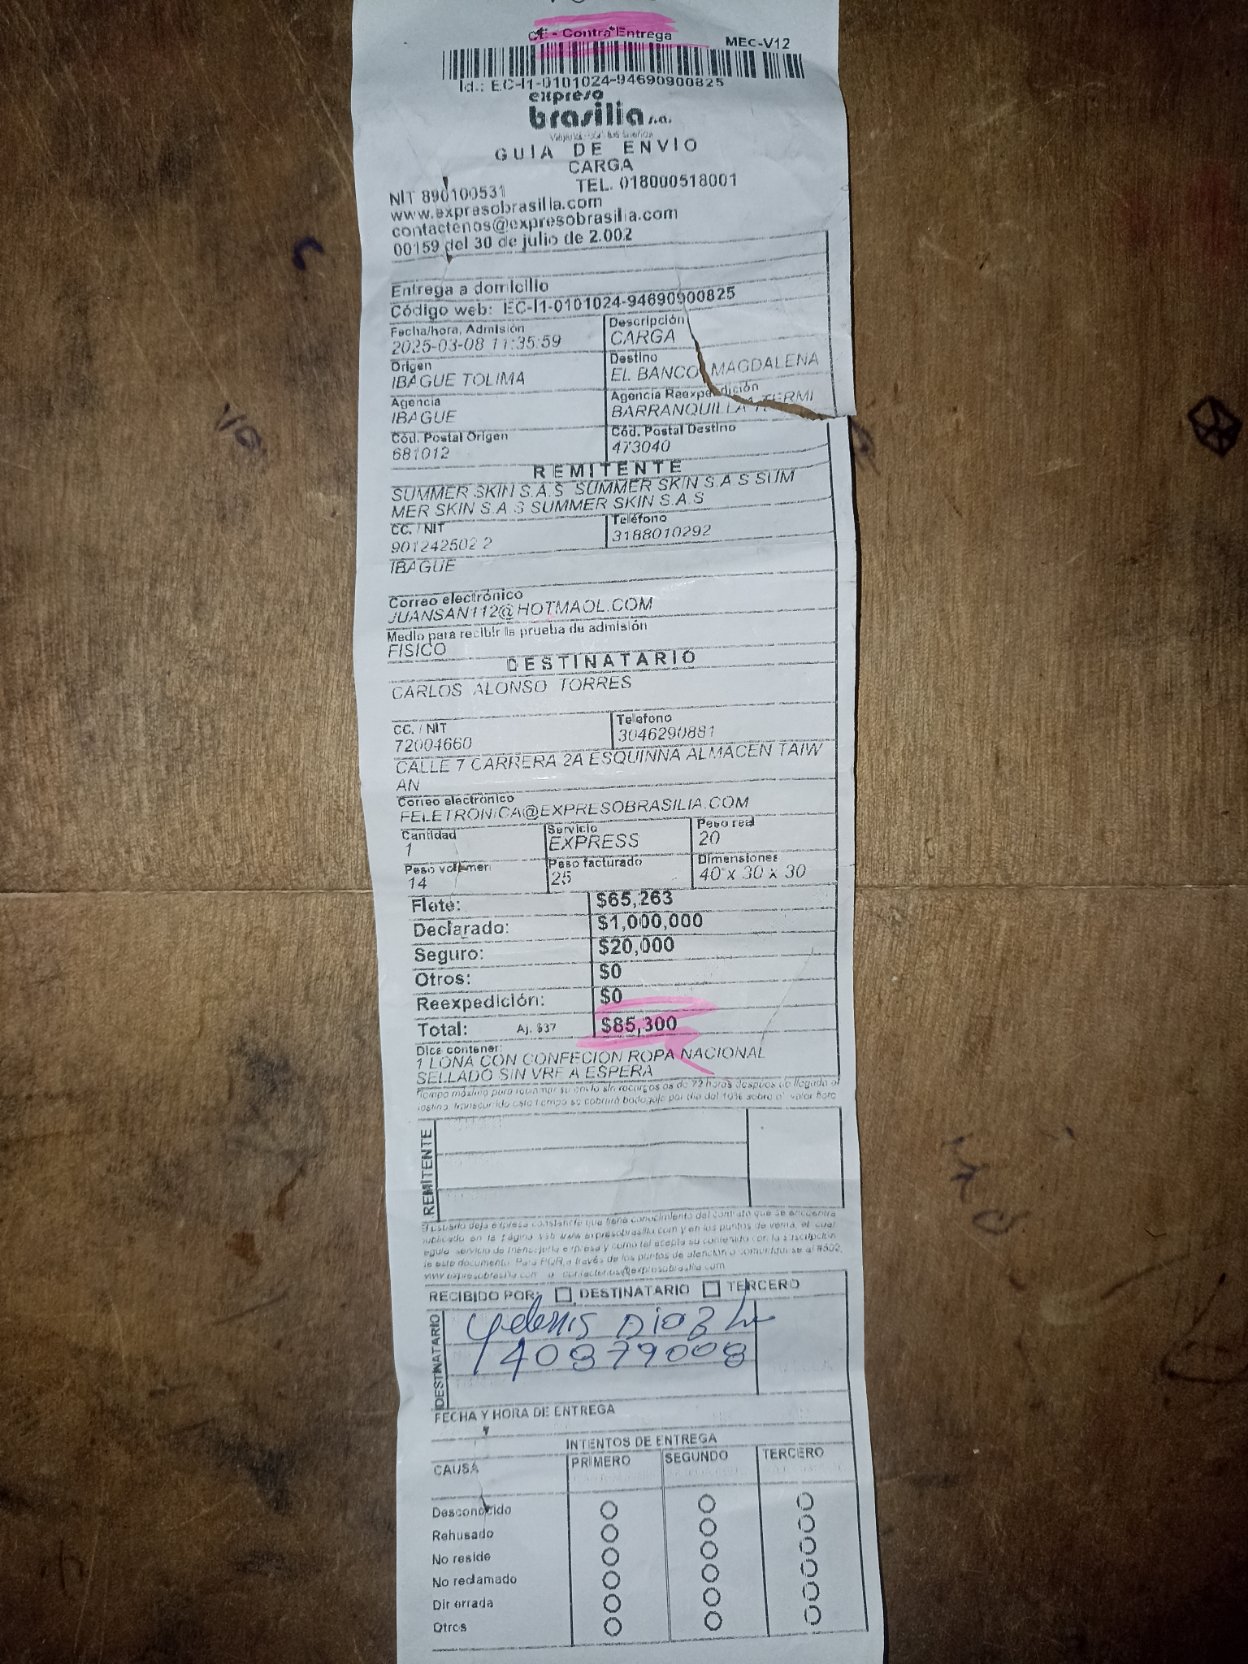 CE - Contra Entrega
MEC-V12
Id.: EC-I1-0101024-94690900825
expreso
brasilia s.a.
GUIA DE ENVIO
CARGA
NIT 890100531 TEL. 018000518001
www.expresobrasilia.com
contactenos@expresobrasilia.com
00159 del 30 de julio de 2.002
Entrega a domicilio
Código web: EC-I1-0101024-94690900825
Fecha/hora, Admisión Descripción
2025-03-08 11:35:59 CARGA
Origen Destino
IBAGUE TOLIMA EL BANCO MAGDALENA
Agencia Agencia Reexpedición
IBAGUE BARRANQUILLA TERMI
Cód. Postal Origen Cód. Postal Destino
681012 473040
REMITENTE
SUMMER SKIN S.A.S SUMMER SKIN S A S SUM
MER SKIN S.A S SUMMER SKIN S.A.S
CC. / NIT Teléfono
901242502 2 3188010292
IBAGUE
Correo electrónico
JUANSAN112@HOTMAOL.COM
Medio para recibir la prueba de admisión
FISICO
DESTINATARIO
CARLOS ALONSO TORRES
CC. / NIT Telefono
72004660 3046290881
CALLE 7 CARRERA 2A ESQUINNA ALMACEN TAIW
AN
Correo electrónico
FELETRONICA@EXPRESOBRASILIA.COM
Cantidad Servicio Peso real
1 EXPRESS 20
Peso volumen Peso facturado Dimensiones
14 25 40 x 30 x 30
Flete: $65,263
Declarado: $1,000,000
Seguro: $20,000
Otros: $0
Reexpedición: $0
Total: Aj. $37 $85,300
Dice contener:
1 LONA CON CONFECION ROPA NACIONAL
SELLADO SIN VRF A ESPERA
REMITENTE
RECIBIDO POR: DESTINATARIO TERCERO
DESTINATARIO
Ydenis Diaz
FECHA Y HORA DE ENTREGA
INTENTOS DE ENTREGA
CAUSA PRIMERO SEGUNDO TERCERO
Desconocido
Rehusado
No reside
No reclamado
Dir errada
Otros